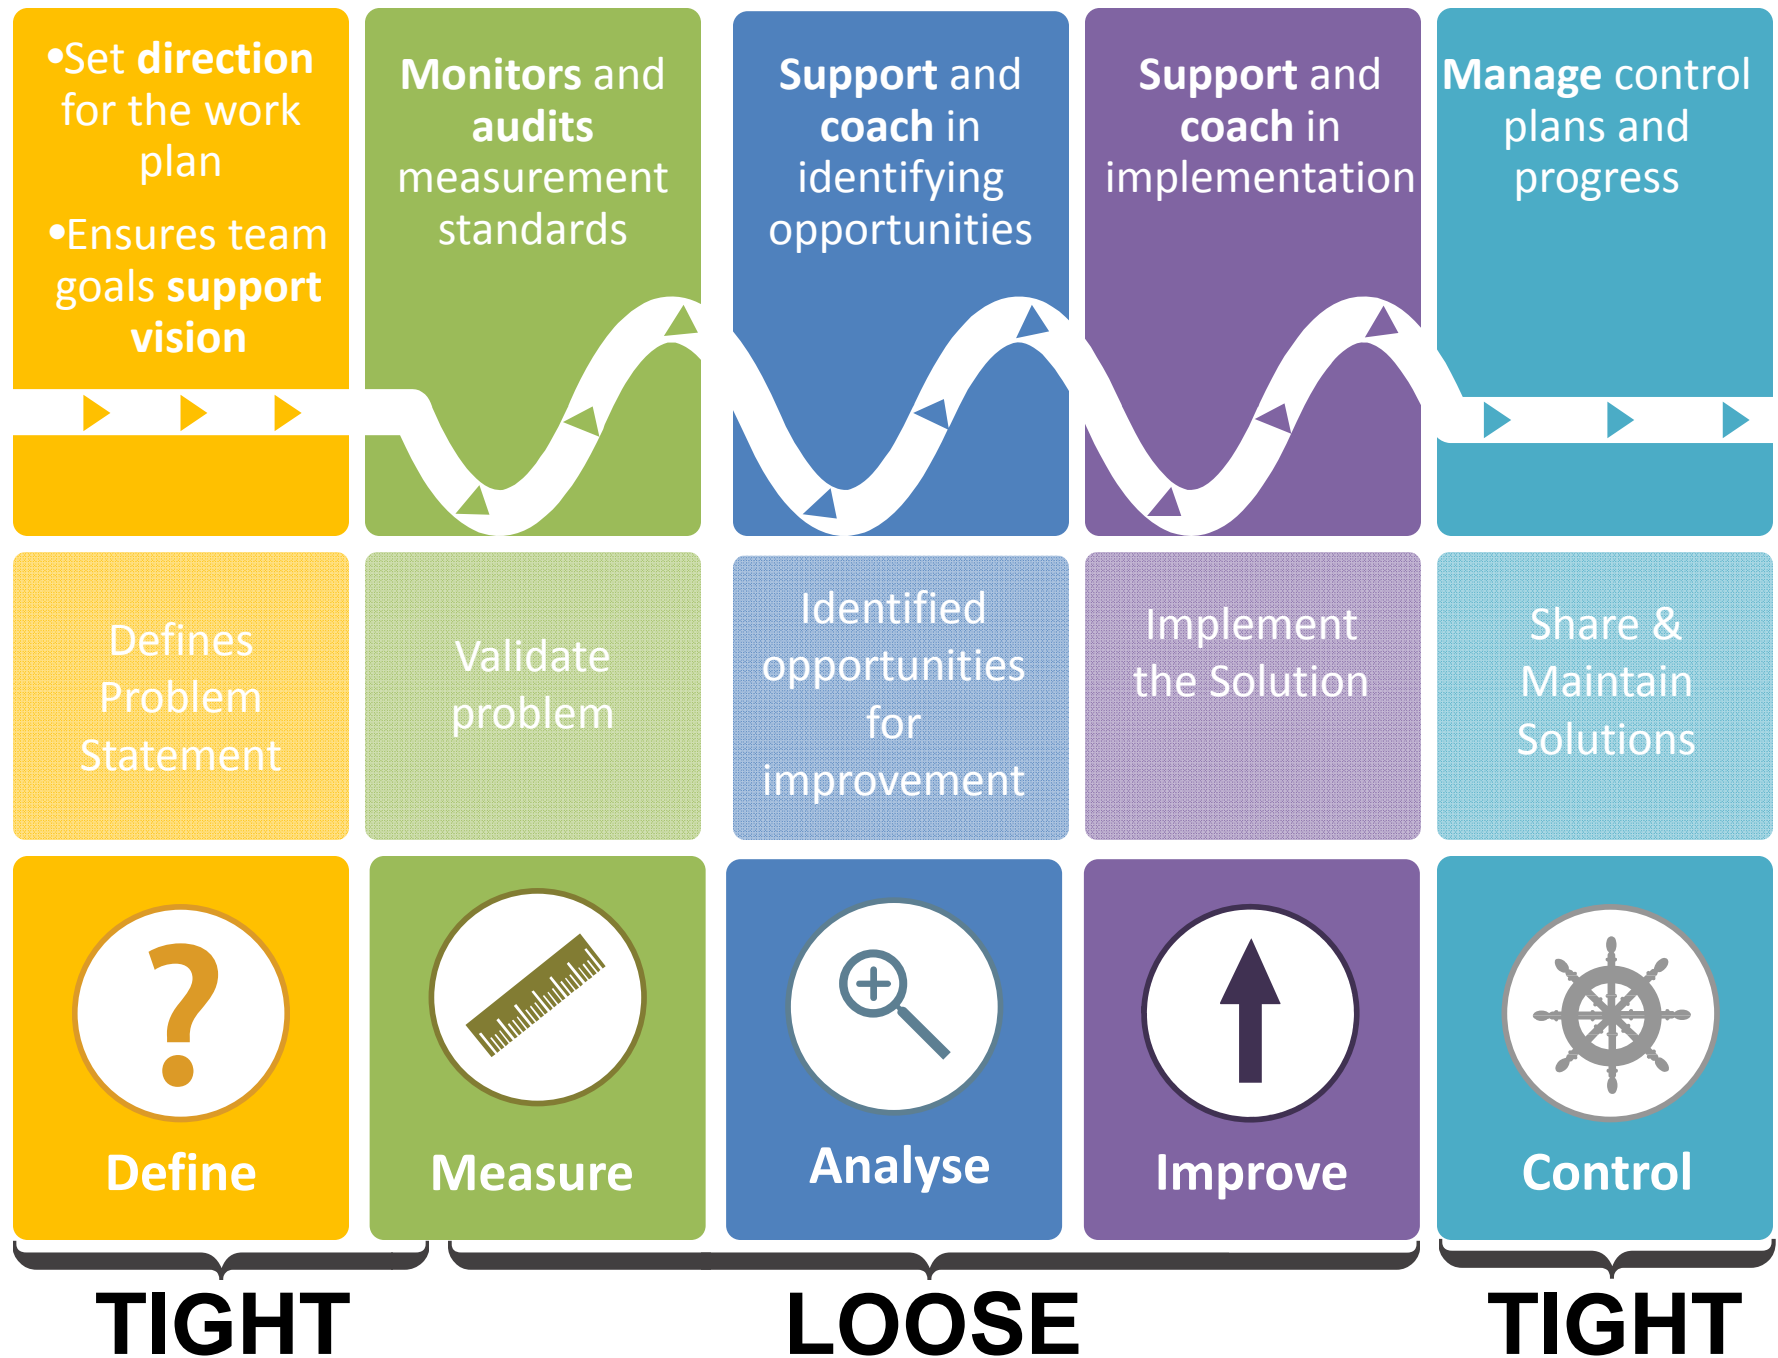 •Set direction
for the work
plan
•Ensures team
goals support
vision
Monitors and
audits
measurement
standards
Support and
coach in
identifying
opportunities
Support and
coach in
implementation
Manage control
plans and
progress
Defines
Problem
Statement
Validate
problem
Identified
opportunities
for
improvement
Implement
the Solution
Share &
Maintain
Solutions
?
Define
Measure
Analyse
Improve
Control
TIGHT
LOOSE
TIGHT